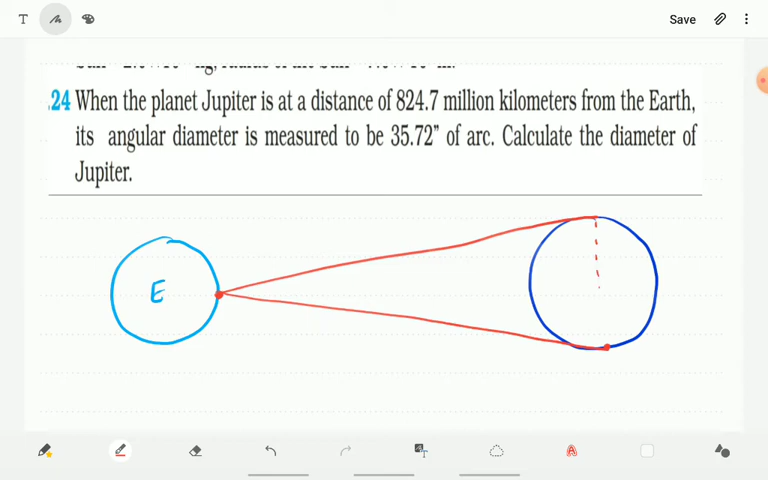 T Save
.24 When the planet Jupiter is at a distance of 824.7 million kilometers from the Earth,
its angular diameter is measured to be 35.72" of arc. Calculate the diameter of
Jupiter.
E